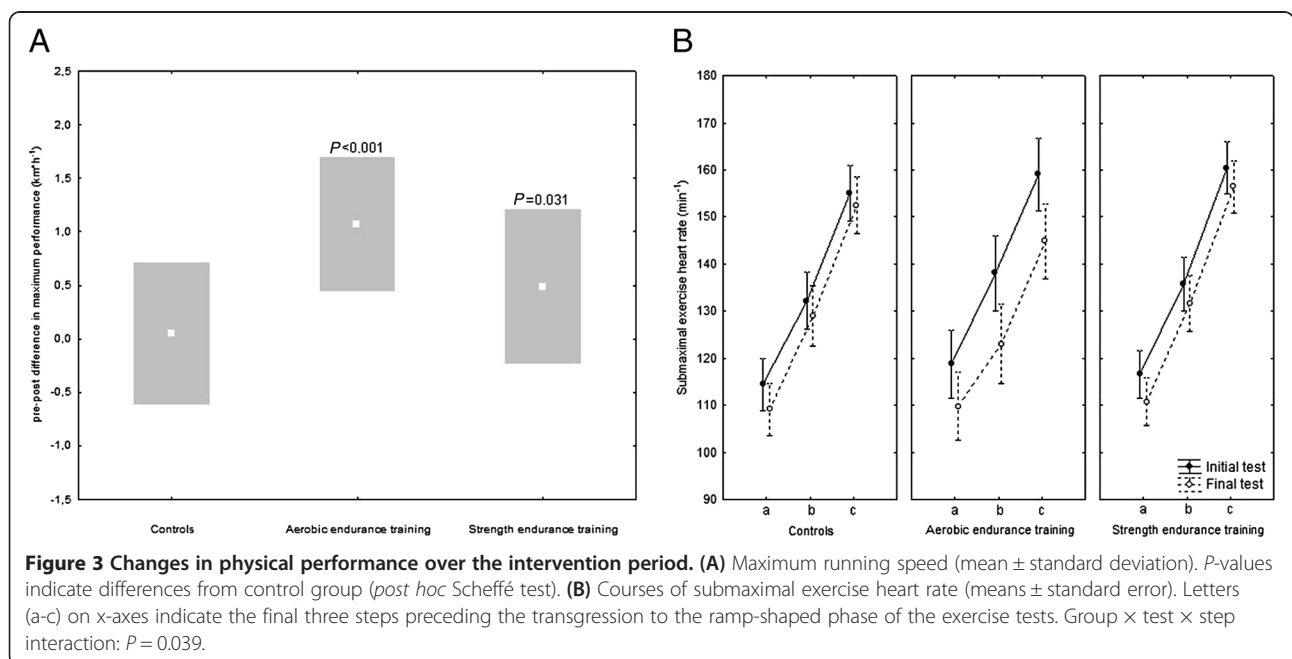 A
B
2,5
2,0
1,5
1,0
0,5
0,0
-0,5
-1,0
-1,5
pre-post difference in maximum performance (km*h-1)
P<0.001
P=0.031
Controls
Aerobic endurance training
Strength endurance training
180
170
160
150
140
130
120
110
100
90
Submaximal exercise heart rate (min-1)
Initial test
Final test
a b c a b c a b c
Controls Aerobic endurance training Strength endurance training
Figure 3 Changes in physical performance over the intervention period. (A) Maximum running speed (mean ± standard deviation). P-values
indicate differences from control group (post hoc Scheffé test). (B) Courses of submaximal exercise heart rate (means ± standard error). Letters
(a-c) on x-axes indicate the final three steps preceding the transgression to the ramp-shaped phase of the exercise tests. Group × test × step
interaction: P = 0.039.